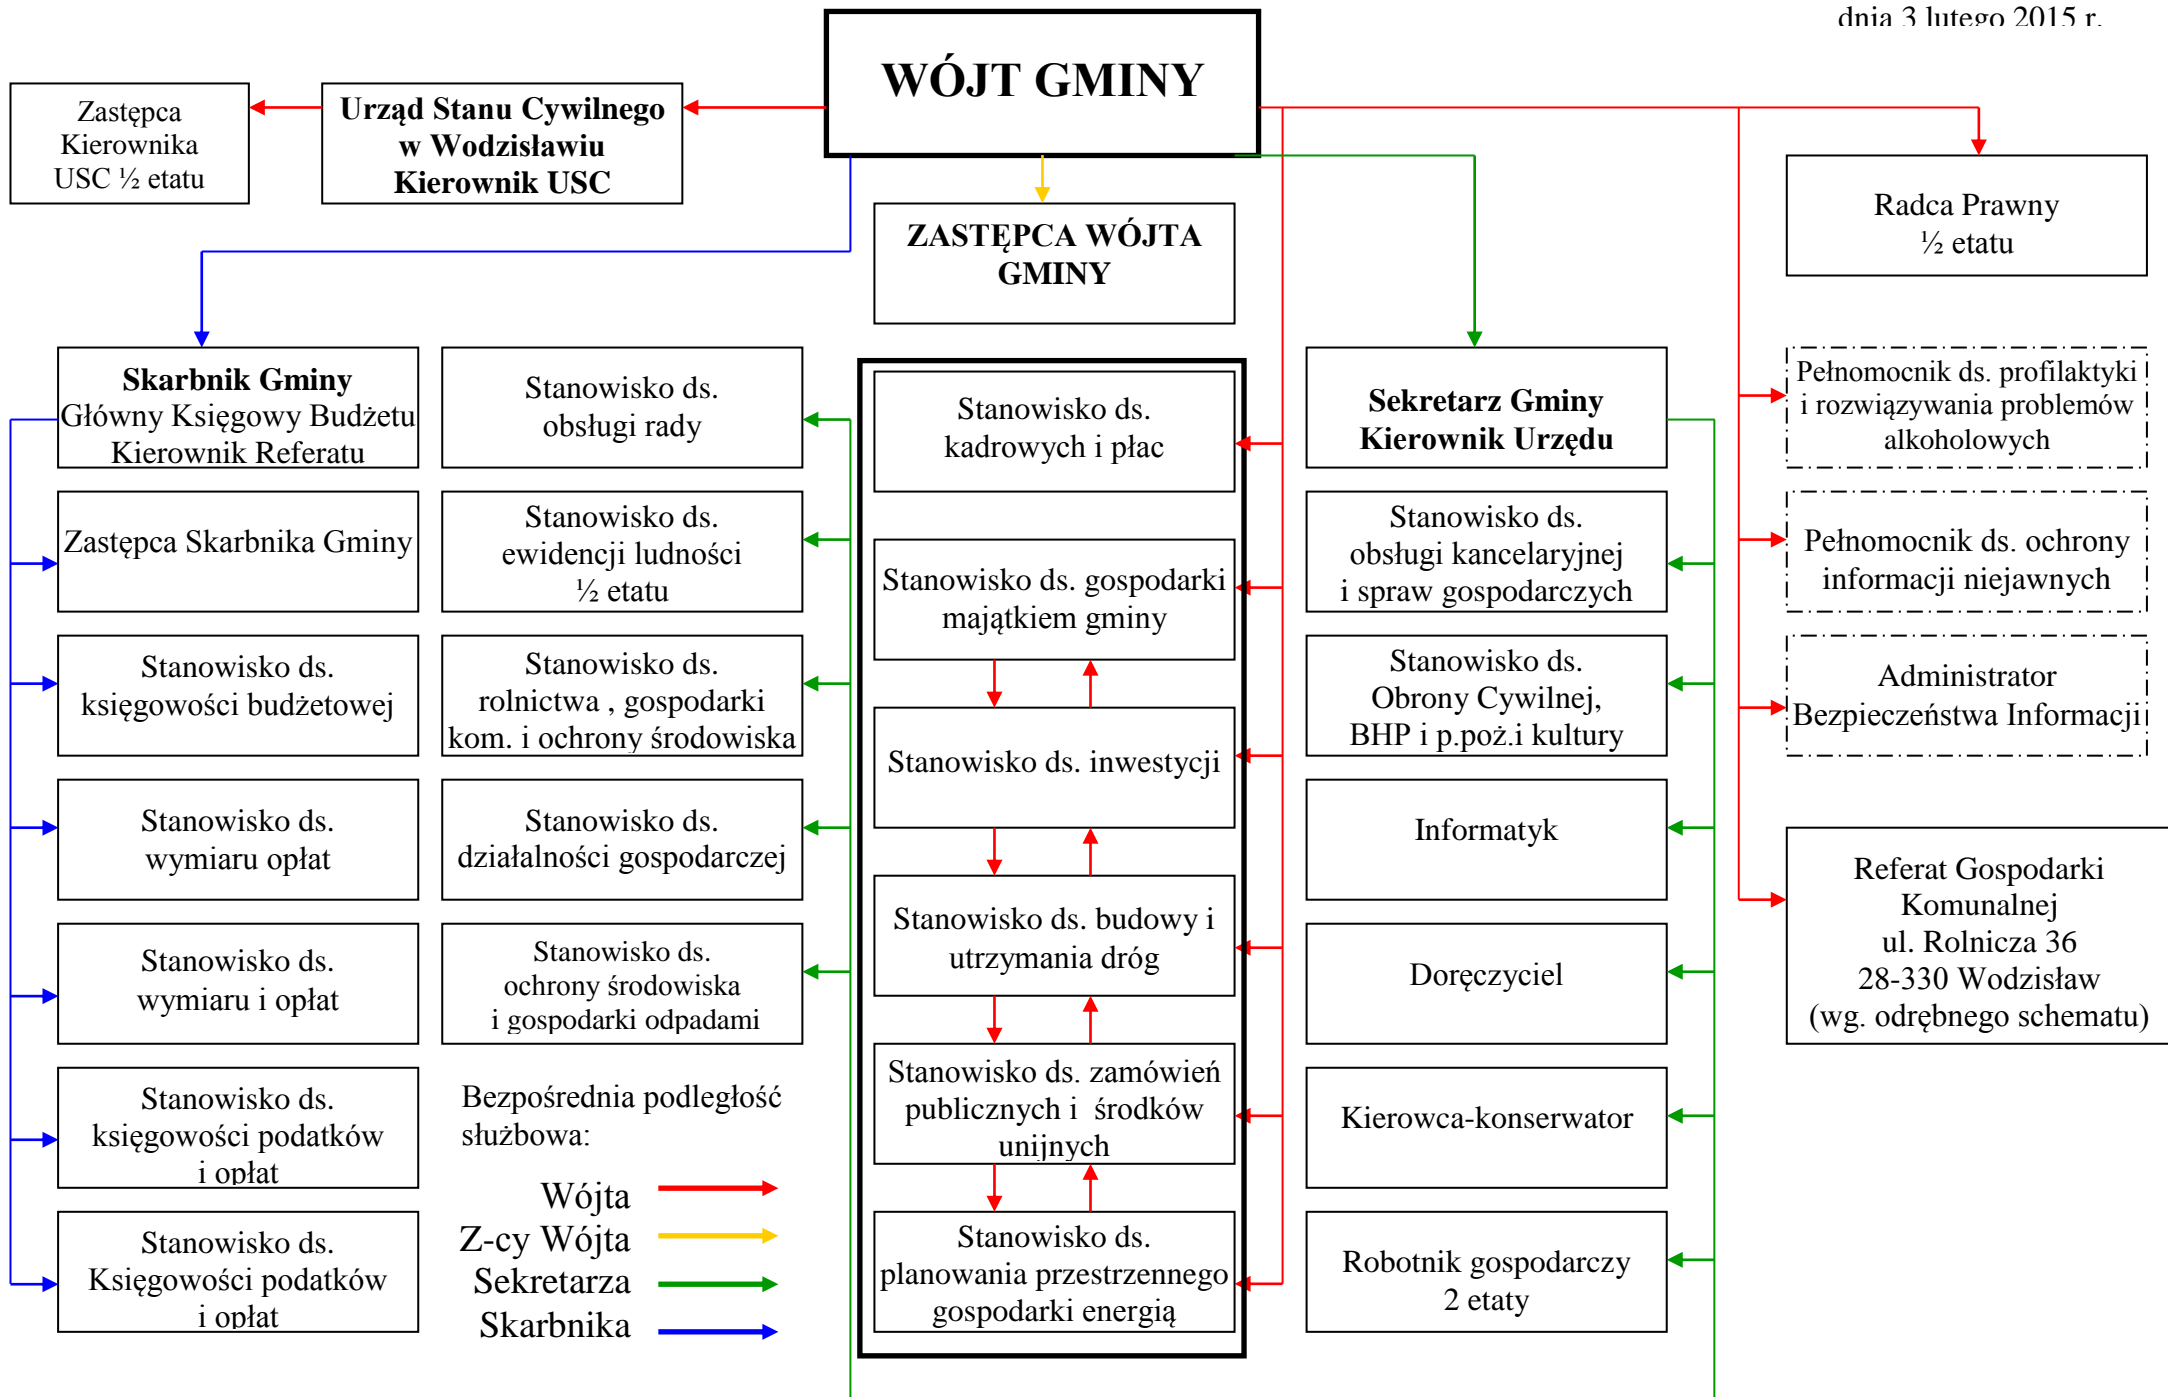 dnia 3 lutego 2015 r.
WÓJT GMINY
Zastępca
Kierownika
USC ½ etatu
Urząd Stanu Cywilnego
w Wodzisławiu
Kierownik USC
ZASTĘPCA WÓJTA
GMINY
Radca Prawny
½ etatu
Skarbnik Gminy
Główny Księgowy Budżetu
Kierownik Referatu
Zastępca Skarbnika Gminy
Stanowisko ds.
księgowości budżetowej
Stanowisko ds.
wymiaru opłat
Stanowisko ds.
wymiaru i opłat
Stanowisko ds.
księgowości podatków
i opłat
Stanowisko ds.
Księgowości podatków
i opłat
Stanowisko ds.
obsługi rady
Stanowisko ds.
ewidencji ludności
½ etatu
Stanowisko ds.
rolnictwa , gospodarki
kom. i ochrony środowiska
Stanowisko ds.
działalności gospodarczej
Stanowisko ds.
ochrony środowiska
i gospodarki odpadami
Bezpośrednia podległość
służbowa:
Wójta
Z-cy Wójta
Sekretarza
Skarbnika
Stanowisko ds.
kadrowych i płac
Stanowisko ds. gospodarki
majątkiem gminy
Stanowisko ds. inwestycji
Stanowisko ds. budowy i
utrzymania dróg
Stanowisko ds. zamówień
publicznych i środków
unijnych
Stanowisko ds.
planowania przestrzennego
gospodarki energią
Sekretarz Gminy
Kierownik Urzędu
Stanowisko ds.
obsługi kancelaryjnej
i spraw gospodarczych
Stanowisko ds.
Obrony Cywilnej,
BHP i p.poż.i kultury
Informatyk
Doręczyciel
Kierowca-konserwator
Robotnik gospodarczy
2 etaty
Pełnomocnik ds. profilaktyki
i rozwiązywania problemów
alkoholowych
Pełnomocnik ds. ochrony
informacji niejawnych
Administrator
Bezpieczeństwa Informacji
Referat Gospodarki
Komunalnej
ul. Rolnicza 36
28-330 Wodzisław
(wg. odrębnego schematu)